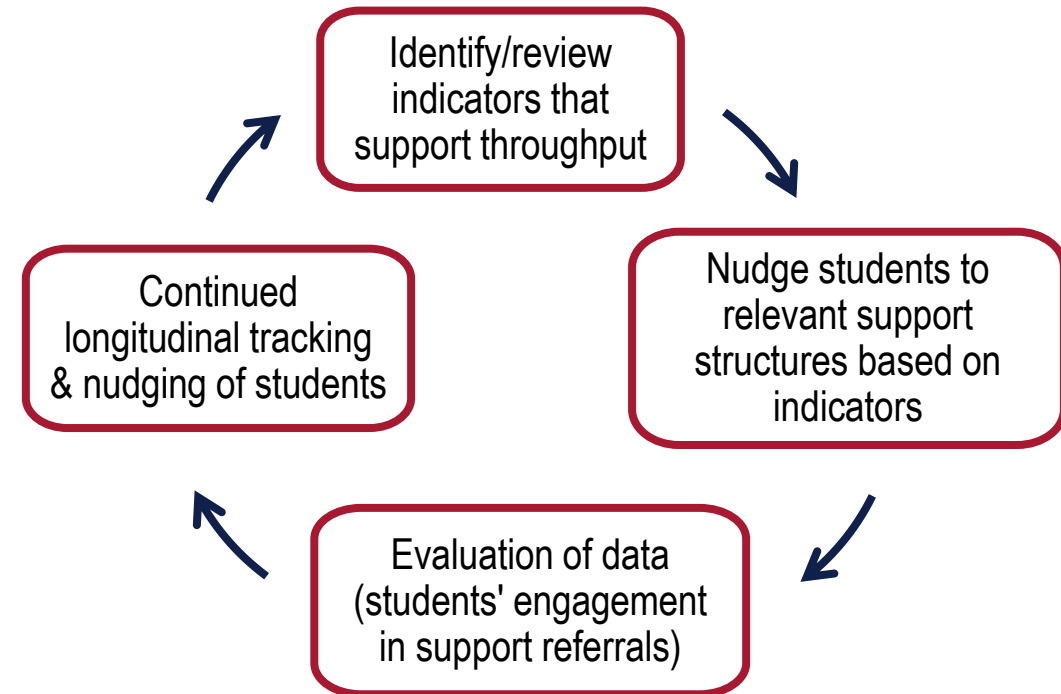 Identify/review
indicators that
support throughput
Nudge students to
relevant support
structures based on
indicators
Evaluation of data
(students' engagement
in support referrals)
Continued
longitudinal tracking
& nudging of students